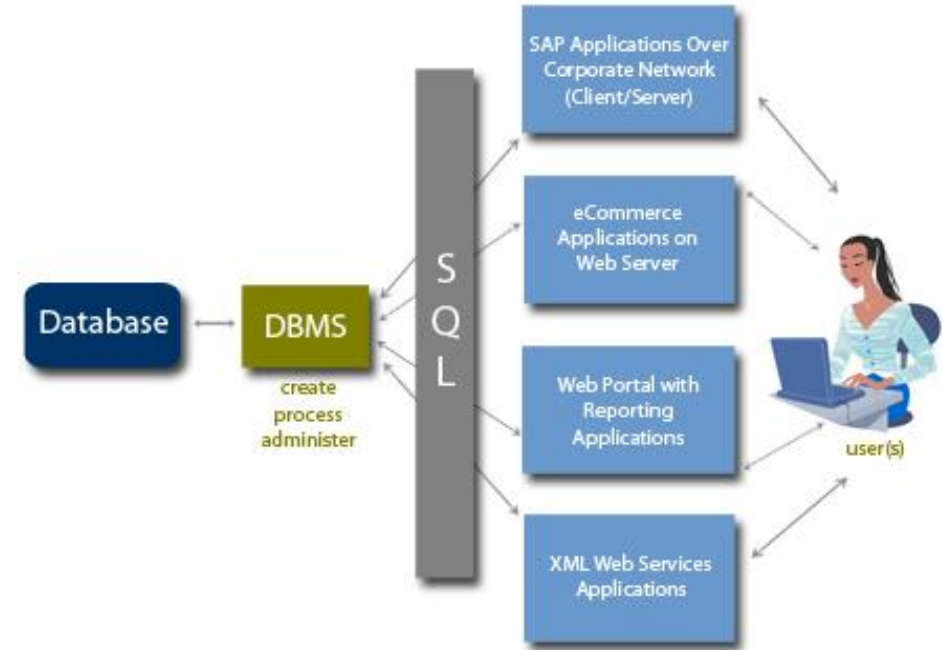 Database
DBMS
create
process
administer
S
Q
L
SAP Applications Over
Corporate Network
(Client/Server)
eCommerce
Applications on
Web Server
Web Portal with
Reporting
Applications
XML Web Services
Applications
user(s)